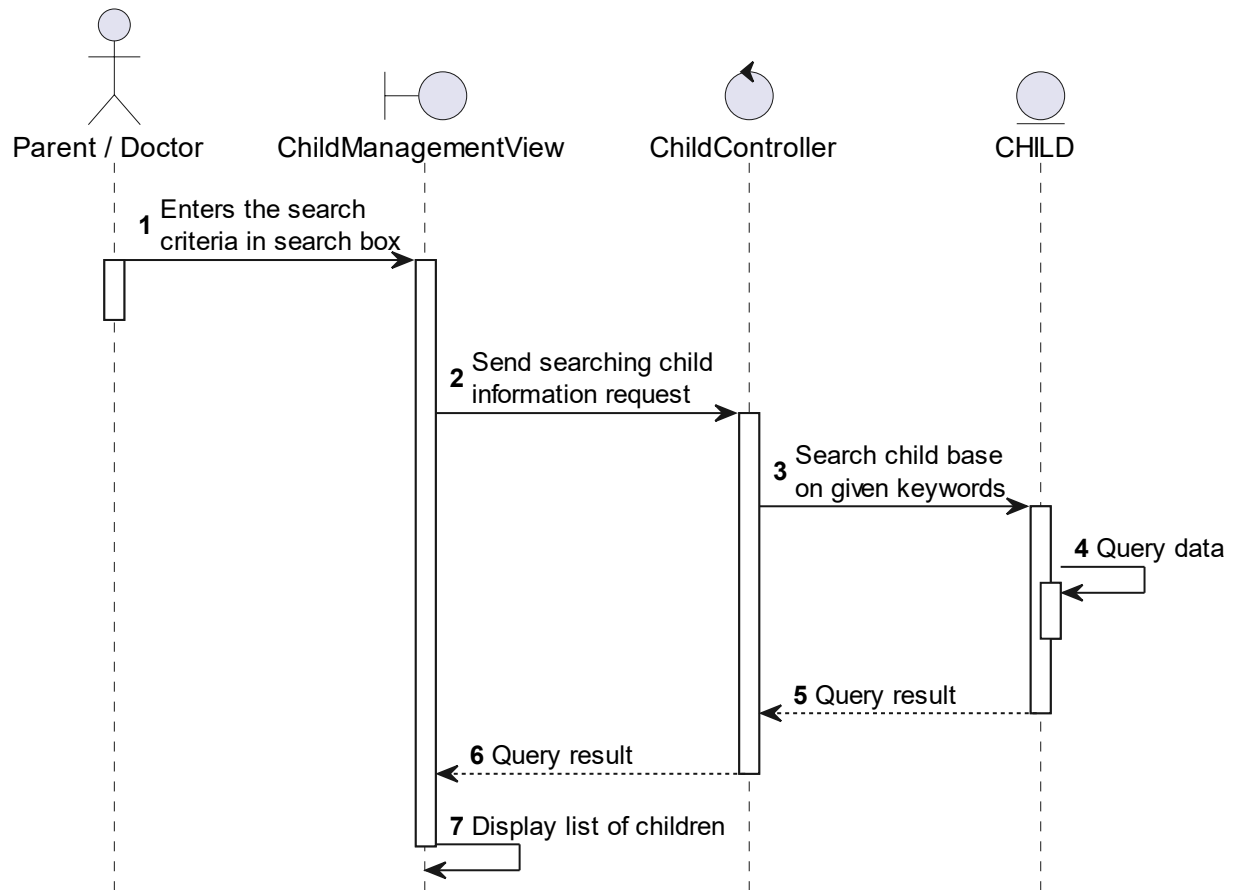 Parent / Doctor
ChildManagementView
ChildController
CHILD
1 Enters the search
criteria in search box
2 Send searching child
information request
3 Search child base
on given keywords
4 Query data
5 Query result
6 Query result
7 Display list of children